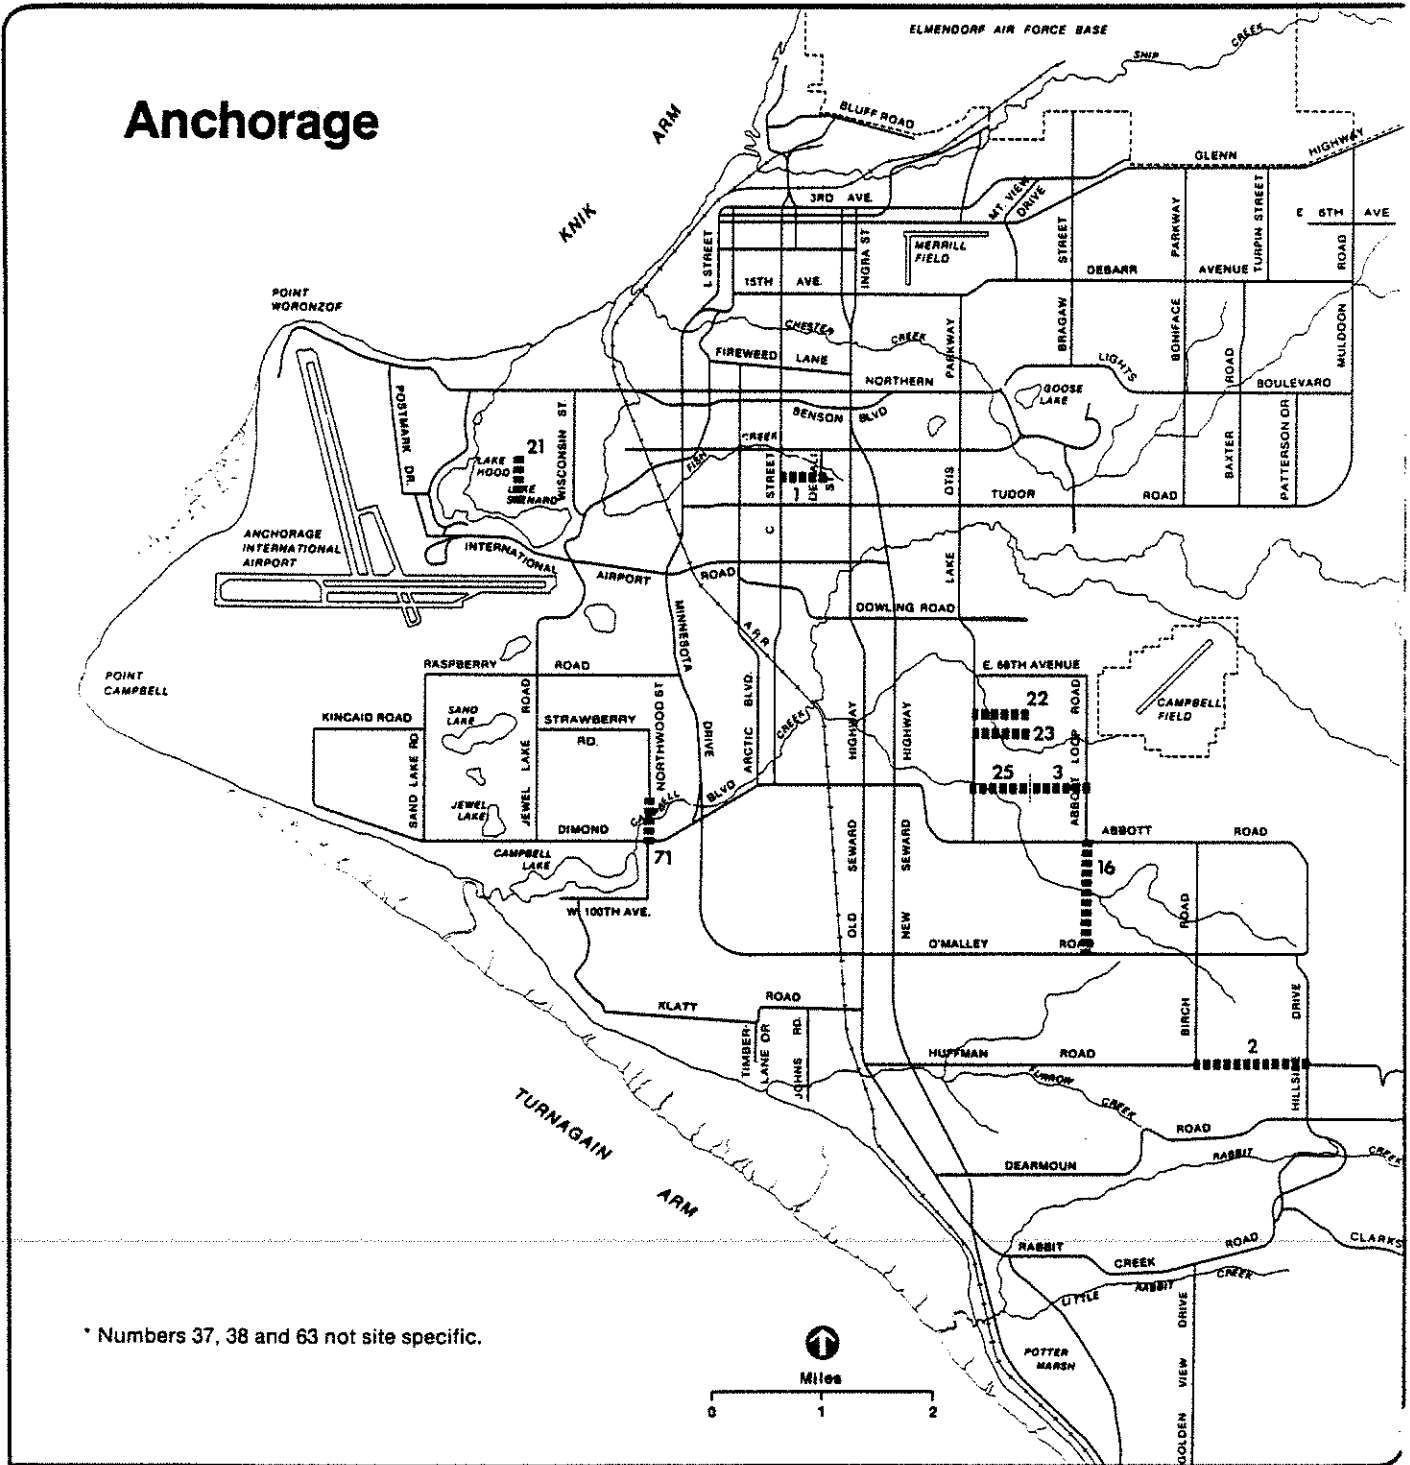 ELMENDORF AIR FORCE BASE
SHIP CREEK
Anchorage
KNIK ARM
BLUFF ROAD
GLENN HIGHWAY
3RD AVE.
MT. VIEW DRIVE
E 6TH AVE
L STREET
INGRA ST
MERRILL FIELD
STREET
PARKWAY
TURPIN STREET
ROAD
15TH AVE.
DEBARR AVENUE
POINT WORONZOF
CHESTER CREEK
PARKWAY
BRAGAW
BONIFACE
MULDOON
FIREWEED LANE
LIGHTS
ROAD
NORTHERN
BOULEVARD
GOOSE LAKE
BENSON BLVD
POSTMARK DR.
WISCONSIN ST.
21
LAKE HOOD
LAKE SPENARD
FISH CREEK
STREET
DENALI ST
1
OTIS
BAXTER
PATTERSON DR
TUDOR ROAD
C
ANCHORAGE INTERNATIONAL AIRPORT
INTERNATIONAL AIRPORT ROAD
LAKE
DOWLING ROAD
MINNESOTA
ARR
POINT CAMPBELL
RASPBERRY ROAD
E. 68TH AVENUE
CAMPBELL FIELD
SAND LAKE
KINCAID ROAD
STRAWBERRY RD.
JEWEL LAKE ROAD
NORTHWOOD ST
DRIVE
ARCTIC BLVD.
CREEK
HIGHWAY
HIGHWAY
22
23
25
3
ABBOTT LOOP ROAD
SAND LAKE RD
JEWEL LAKE
CAMPBELL
BLVD
DIMOND
71
ABBOTT ROAD
CAMPBELL LAKE
OLD SEWARD
NEW SEWARD
16
W. 100TH AVE.
ROAD
O'MALLEY ROAD
KLATT ROAD
TIMBER-
LANE DR
JOHNS RD.
BIRCH
DRIVE
HUFFMAN ROAD
2
HILLSIDE
FURROW CREEK
TURNAGAIN ARM
ROAD
DEARMOUN
RABBIT CREEK
RABBIT CREEK ROAD
CLARKS
LITTLE RABBIT CREEK
POTTER MARSH
GOLDEN VIEW DRIVE
* Numbers 37, 38 and 63 not site specific.
Miles
0 1 2